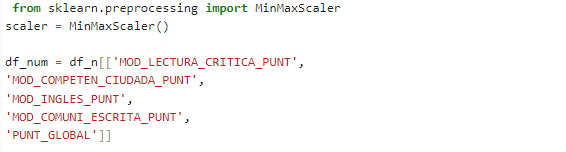 from sklearn.preprocessing import MinMaxScaler
scaler = MinMaxScaler()
df_num = df_n[['MOD_LECTURA_CRITICA_PUNT',
'MOD_COMPETEN_CIUDADA_PUNT',
'MOD_INGLES_PUNT',
'MOD_COMUNI_ESCRITA_PUNT',
'PUNT_GLOBAL']]